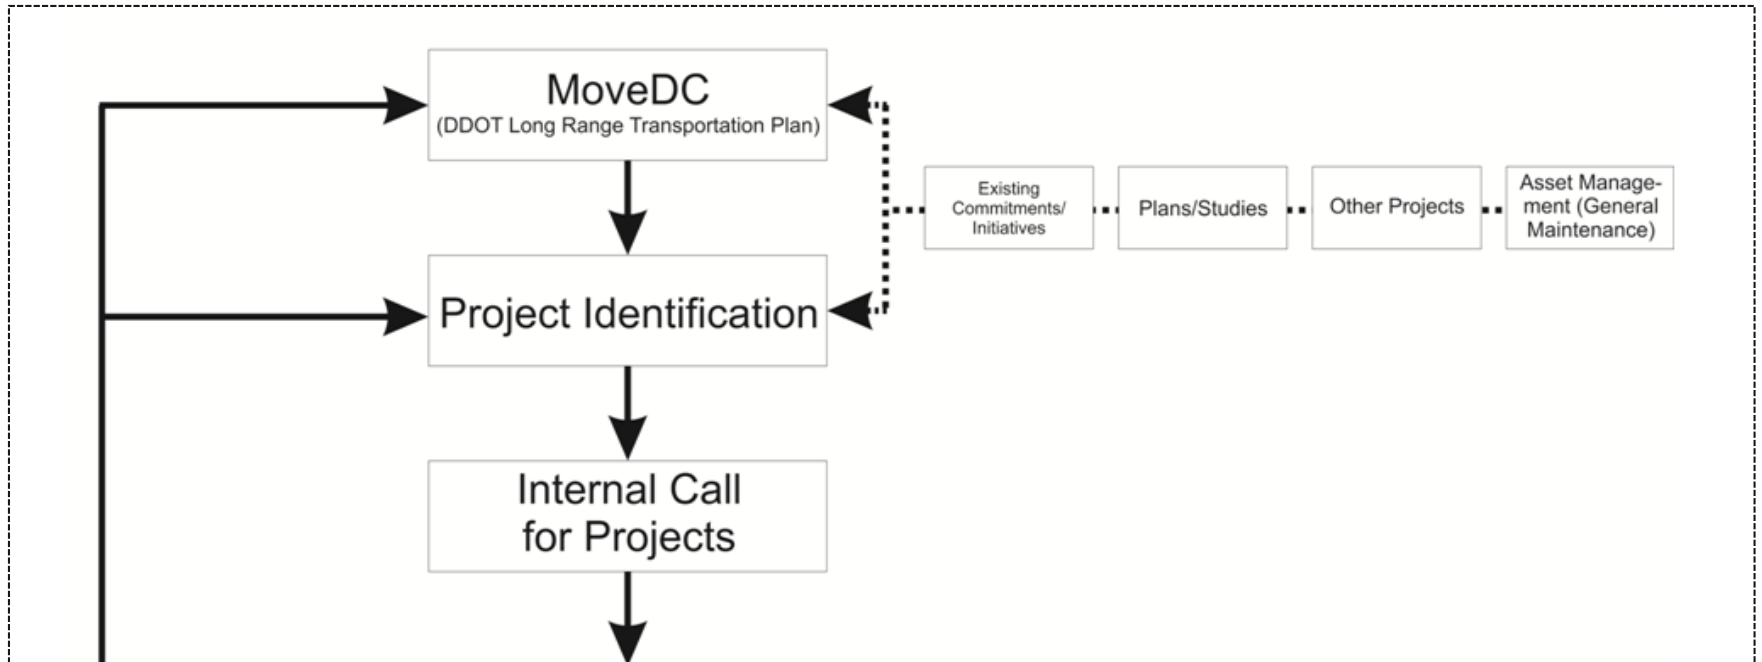 MoveDC
(DDOT Long Range Transportation Plan)
Existing
Commitments/
Initiatives
Plans/Studies
Other Projects
Asset Manage-
ment (General
Maintenance)
Project Identification
Internal Call
for Projects